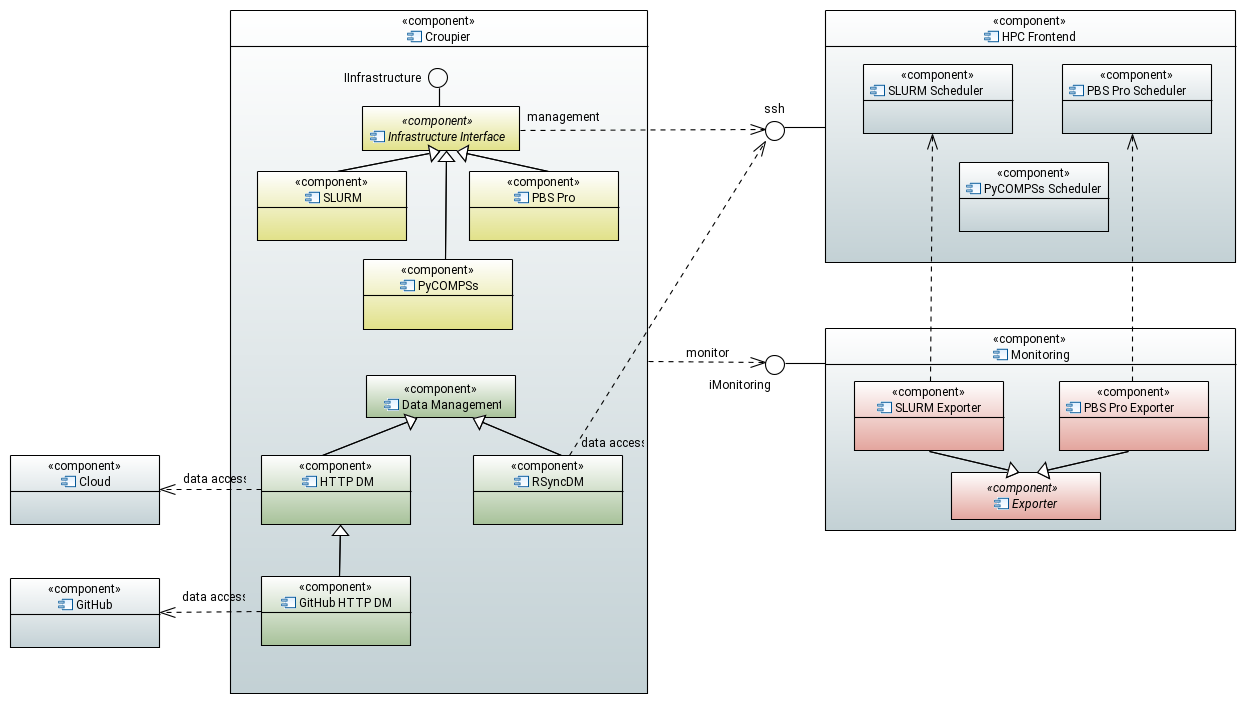 «component»
Croupier
IInfrastructure
«component»
Infrastructure Interface
management
«component»
SLURM
«component»
PBS Pro
«component»
PyCOMPSs
«component»
Data Management
«component»
HTTP DM
«component»
RSyncDM
data access
«component»
GitHub HTTP DM
«component»
Cloud
data access
«component»
GitHub
data access
ssh
monitor
iMonitoring
«component»
HPC Frontend
«component»
SLURM Scheduler
«component»
PBS Pro Scheduler
«component»
PyCOMPSs Scheduler
«component»
Monitoring
«component»
SLURM Exporter
«component»
PBS Pro Exporter
«component»
Exporter